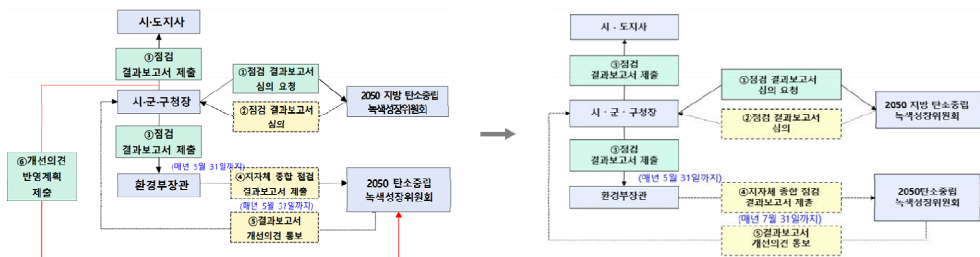 시·도지사
③점검
결과보고서 제출
①점검 결과보고서
심의 요청
시·군·구청장
②점검 결과보고서
심의
2050 지방 탄소중립
녹색성장위원회
③점검
결과보고서 제출
(매년 5월 31일까지)
⑥개선의견
반영계획
제출
환경부장관
④지자체 종합 점검
결과보고서 제출
(매년 5월 31일까지)
2050 탄소중립
녹색성장위원회
⑤결과보고서
개선의견 통보
시·도지사
③점검
결과보고서 제출
①점검 결과보고서
심의 요청
시·군·구청장
②점검 결과보고서
심의
2050 지방 탄소중립
녹색성장위원회
③점검
결과보고서 제출
(매년 5월 31일까지)
환경부장관
④지자체 종합 점검
결과보고서 제출
(매년 7월 31일까지)
2050탄소중립
녹색성장위원회
⑤결과보고서
개선의견 통보